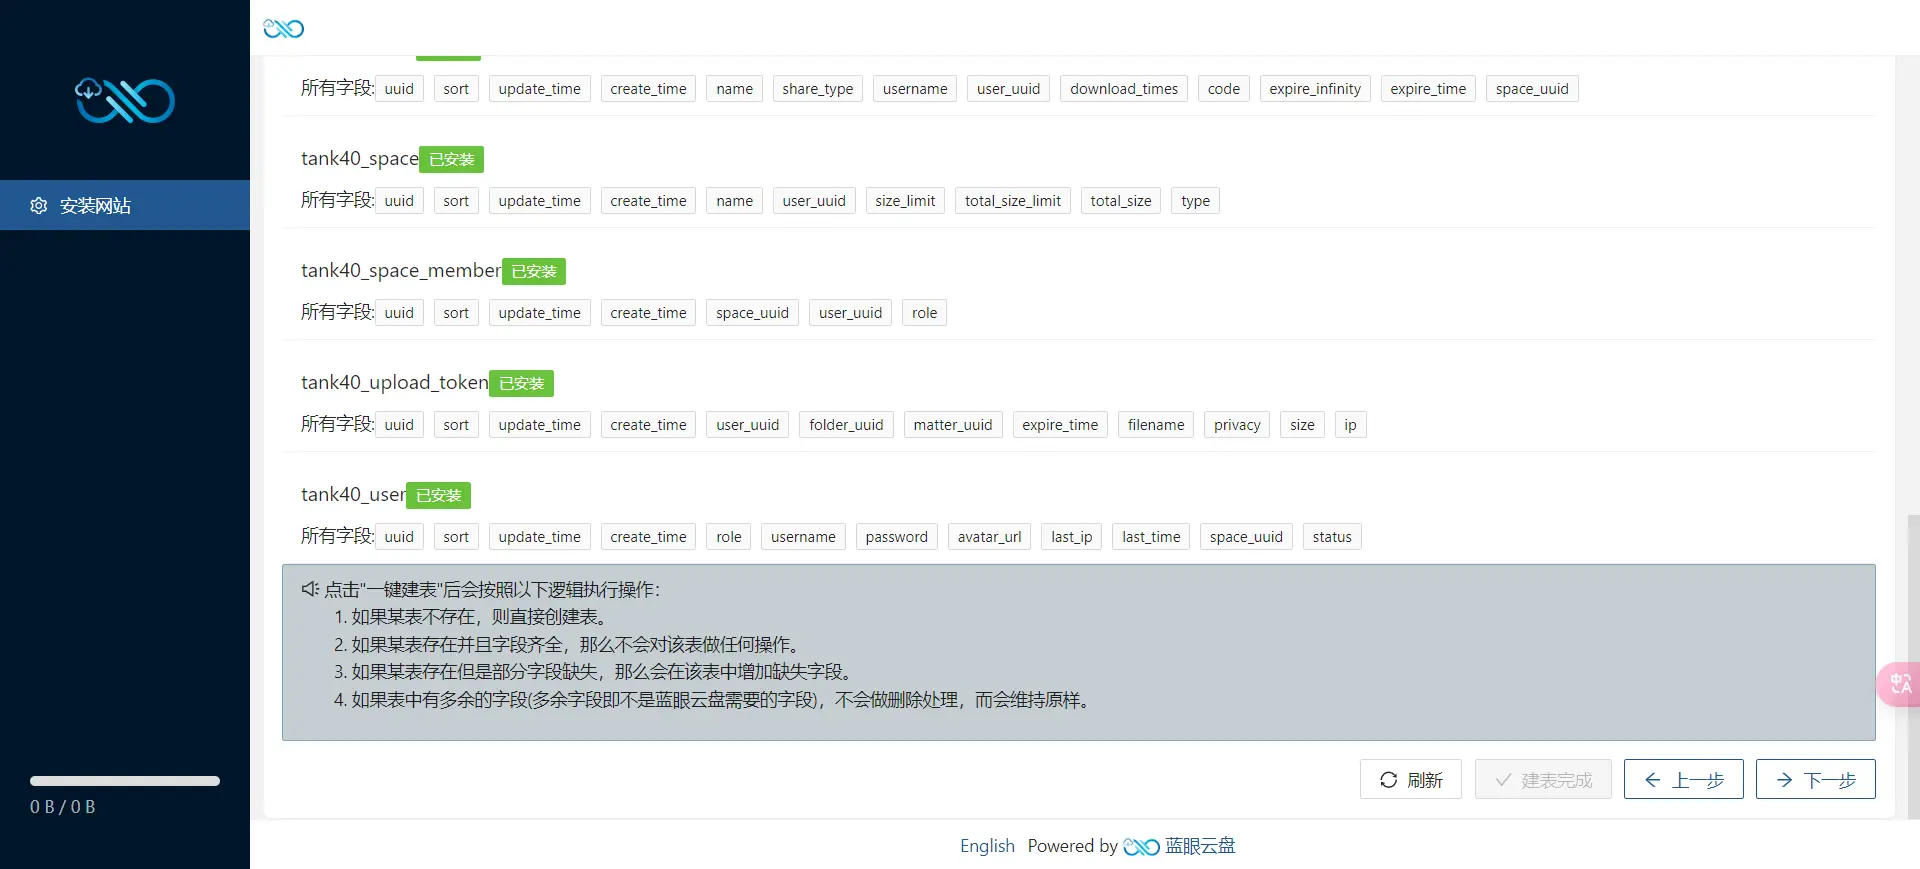 所有字段: uuid sort update_time create_time name share_type username user_uuid download_times code expire_infinity expire_time space_uuid
tank40_space 已安装
所有字段: uuid sort update_time create_time name user_uuid size_limit total_size_limit total_size type
安装网站
tank40_space_member 已安装
所有字段: uuid sort update_time create_time space_uuid user_uuid role
tank40_upload_token 已安装
所有字段: uuid sort update_time create_time user_uuid folder_uuid matter_uuid expire_time filename privacy size ip
tank40_user 已安装
所有字段: uuid sort update_time create_time role username password avatar_url last_ip last_time space_uuid status
点击"一键建表"后会按照以下逻辑执行操作：
1. 如果某表不存在，则直接创建表。
2. 如果某表存在并且字段齐全，那么不会对该表做任何操作。
3. 如果某表存在但是部分字段缺失，那么会在该表中增加缺失字段。
4. 如果表中有多余的字段(多余字段即不是蓝眼云盘需要的字段)，不会做删除处理，而会维持原样。
中 A
刷新 建表完成 上一步 下一步
0 B / 0 B
English Powered by 蓝眼云盘